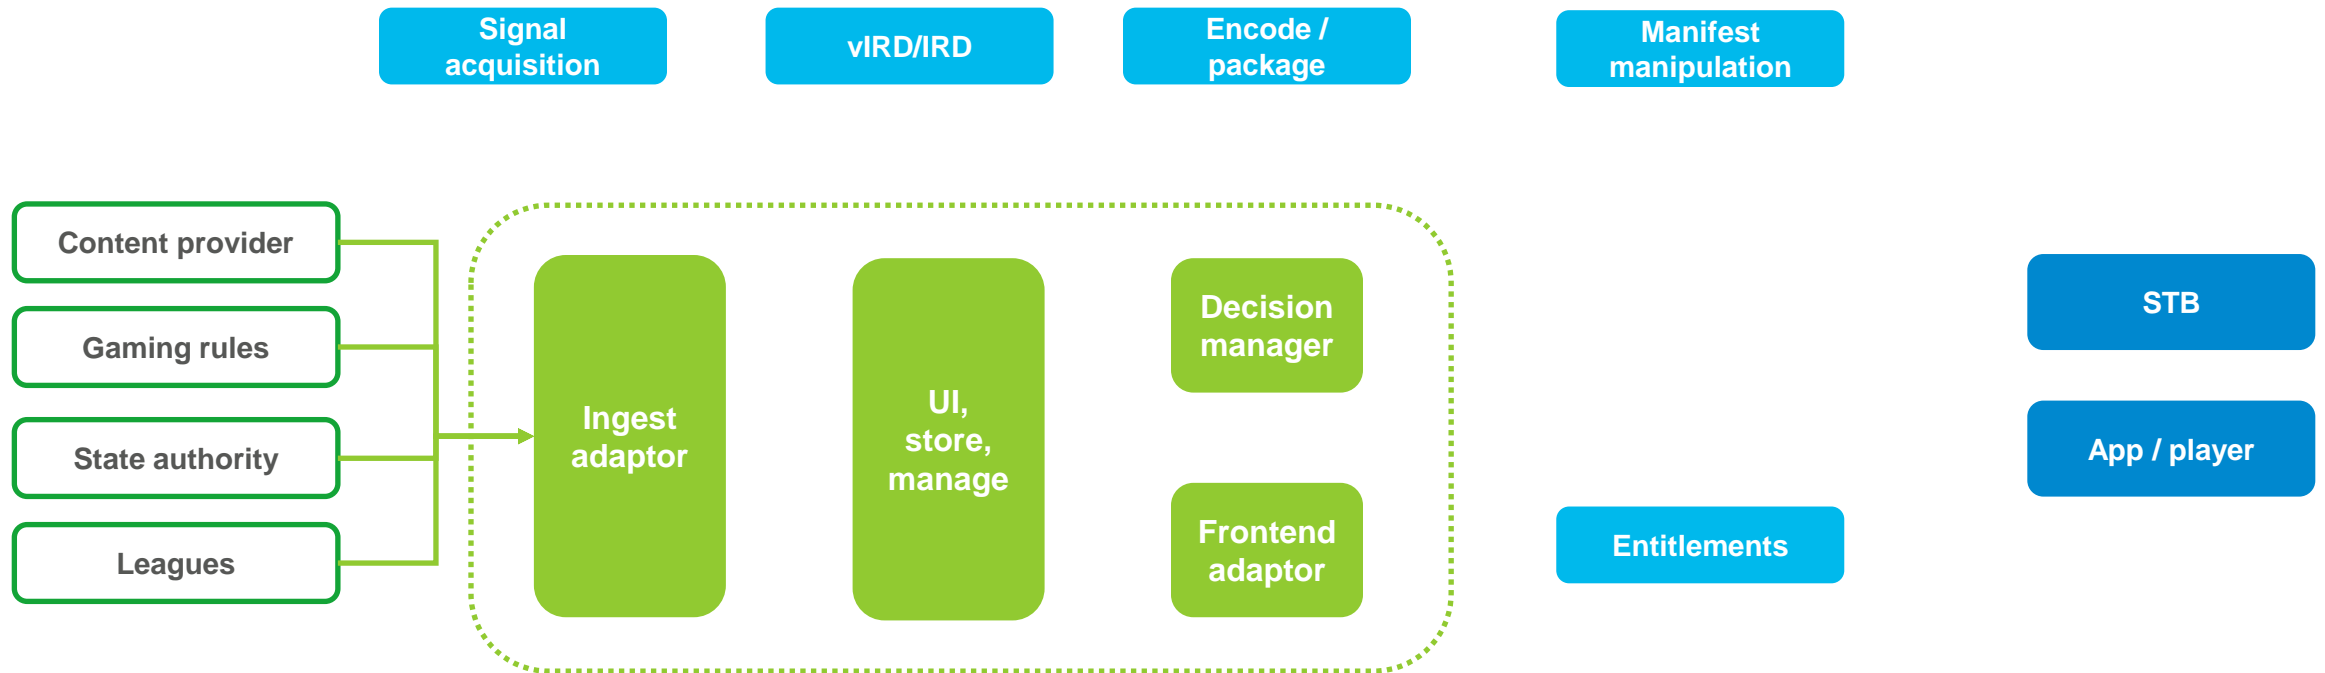 Signal
acquisition
vIRD/IRD
Encode /
package
Manifest
manipulation
Content provider
Gaming rules
State authority
Leagues
Ingest
adaptor
UI,
store,
manage
Decision
manager
Frontend
adaptor
Entitlements
STB
App / player